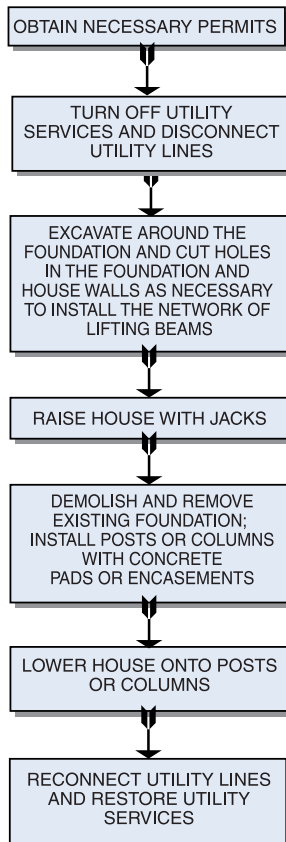 OBTAIN NECESSARY PERMITS
TURN OFF UTILITY
SERVICES AND DISCONNECT
UTILITY LINES
EXCAVATE AROUND THE
FOUNDATION AND CUT HOLES
IN THE FOUNDATION AND
HOUSE WALLS AS NECESSARY
TO INSTALL THE NETWORK OF
LIFTING BEAMS
RAISE HOUSE WITH JACKS
DEMOLISH AND REMOVE
EXISTING FOUNDATION;
INSTALL POSTS OR COLUMNS
WITH CONCRETE
PADS OR ENCASEMENTS
LOWER HOUSE ONTO POSTS
OR COLUMNS
RECONNECT UTILITY LINES
AND RESTORE UTILITY
SERVICES